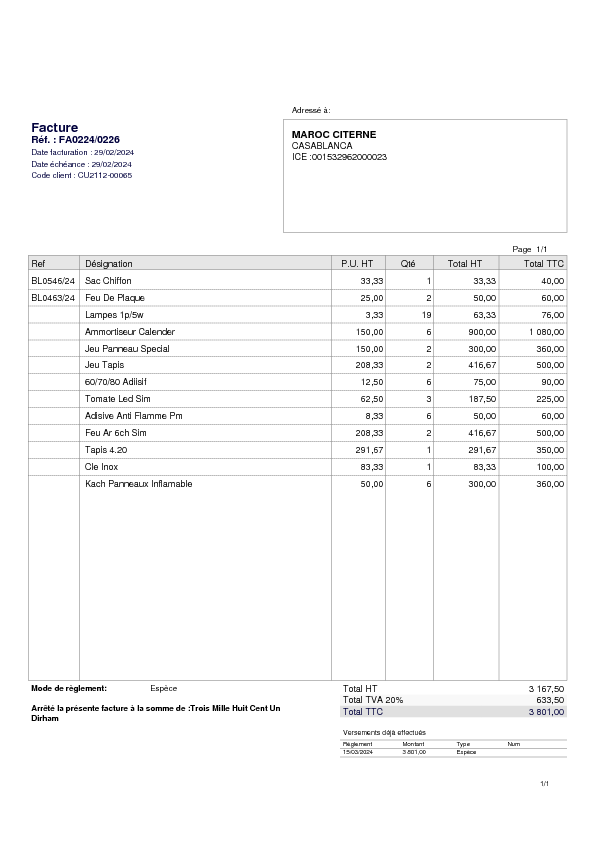 Adressé à:
Facture
Réf. : FA0224/0226
Date facturation : 29/02/2024
Date échéance : 29/02/2024
Code client : CU2112-00065
MAROC CITERNE
CASABLANCA
ICE :001532962000023
Page 1/1
Ref Désignation P.U. HT Qté Total HT Total TTC
BL0546/24 Sac Chiffon 33,33 1 33,33 40,00
BL0463/24 Feu De Plaque 25,00 2 50,00 60,00
Lampes 1p/5w 3,33 19 63,33 76,00
Ammortiseur Calender 150,00 6 900,00 1 080,00
Jeu Panneau Special 150,00 2 300,00 360,00
Jeu Tapis 208,33 2 416,67 500,00
60/70/80 Adiisif 12,50 6 75,00 90,00
Tomate Led Sim 62,50 3 187,50 225,00
Adisive Anti Flamme Pm 8,33 6 50,00 60,00
Feu Ar 6ch Sim 208,33 2 416,67 500,00
Tapis 4.20 291,67 1 291,67 350,00
Cle Inox 83,33 1 83,33 100,00
Kach Panneaux Inflamable 50,00 6 300,00 360,00
Mode de règlement: Espèce
Arrêté la présente facture à la somme de :Trois Mille Huit Cent Un
Dirham
Total HT 3 167,50
Total TVA 20% 633,50
Total TTC 3 801,00
Versements déjà effectués
Règlement Montant Type Num
15/03/2024 3 801,00 Espèce
1/1